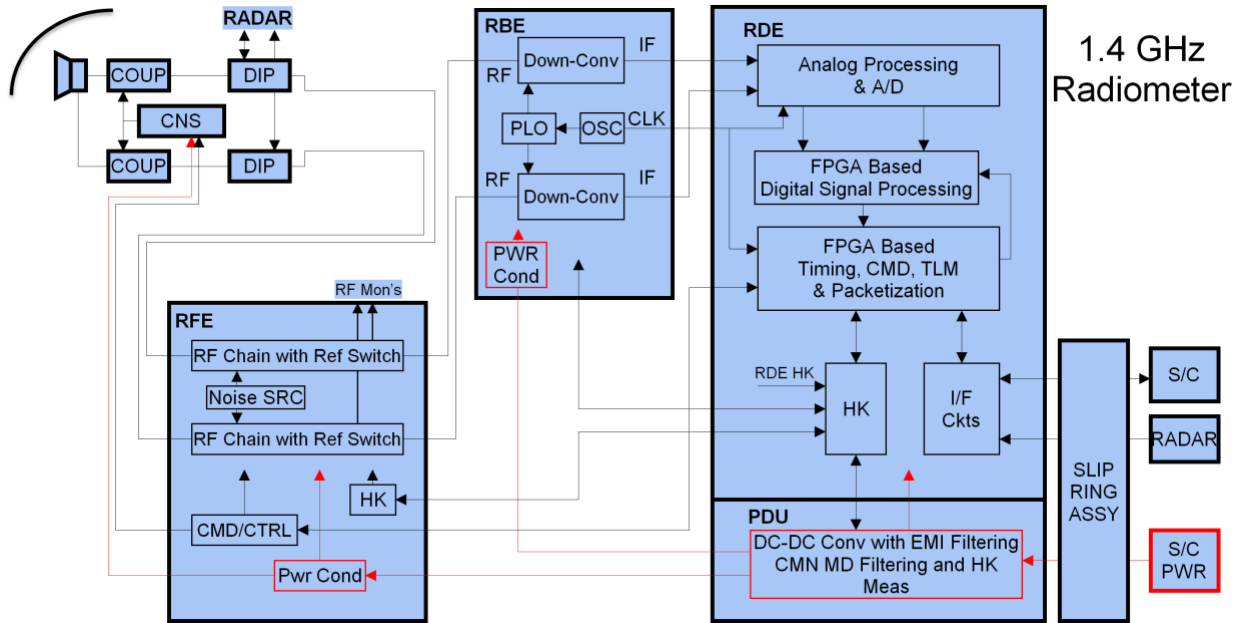 1.4 GHz
Radiometer
RADAR
COUP
DIP
CNS
COUP
DIP
RBE
Down-Conv
IF
RF
PLO
OSC
CLK
RF
IF
Down-Conv
PWR
Cond
RDE
Analog Processing
& A/D
FPGA Based
Digital Signal Processing
FPGA Based
Timing, CMD, TLM
& Packetization
RDE HK
HK
I/F
Ckts
RF Mon's
RFE
RF Chain with Ref Switch
Noise SRC
RF Chain with Ref Switch
HK
CMD/CTRL
Pwr Cond
PDU
DC-DC Conv with EMI Filtering
CMN MD Filtering and HK
Meas
SLIP
RING
ASSY
S/C
RADAR
S/C
PWR